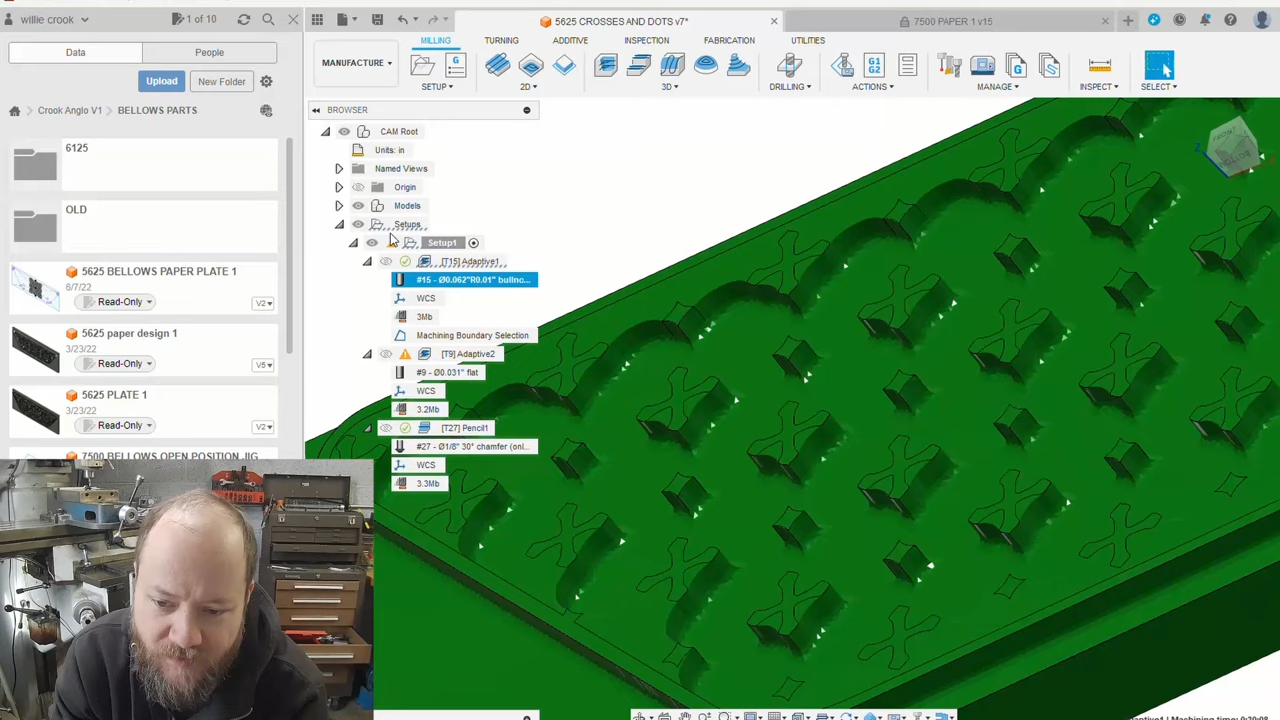 willie crook
1 of 10
5625 CROSSES AND DOTS v7*
7500 PAPER 1 v15
Data
People
MILLING
TURNING
ADDITIVE
INSPECTION
FABRICATION
UTILITIES
MANUFACTURE
Upload
New Folder
SETUP
2D
3D
DRILLING
ACTIONS
MANAGE
INSPECT
SELECT
G1
G2
Crook Anglo V1
BELLOWS PARTS
BROWSER
CAM Root
Units: in
Named Views
Origin
Models
Setups
Setup1
[T15] Adaptive1
#15 - Ø0.062"R0.01" bullno...
WCS
3Mb
Machining Boundary Selection
[T9] Adaptive2
#9 - Ø0.031" flat
WCS
3.2Mb
[T27] Pencil1
#27 - Ø1/8" 30° chamfer (onl...
WCS
3.3Mb
6125
OLD
5625 BELLOWS PAPER PLATE 1
6/7/22
Read-Only
V2
5625 paper design 1
3/23/22
Read-Only
V5
5625 PLATE 1
3/23/22
Read-Only
V2
7500 BELLOWS OPEN POSITION JIG
FRONT
BOTTOM
Z